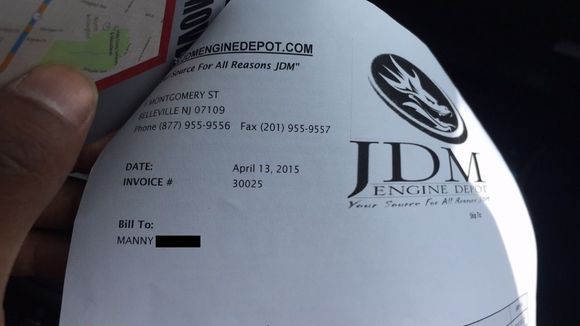 JDMENGINEDEPOT.COM
Source For All Reasons JDM"
MONTGOMERY ST
BELLEVILLE NJ 07109
Phone (877) 955-9556 Fax (201) 955-9557
DATE: April 13, 2015
INVOICE # 30025
Bill To:
MANNY
JDM
ENGINE DEPOT
Your Source For All Reasons JDM
Ship To: